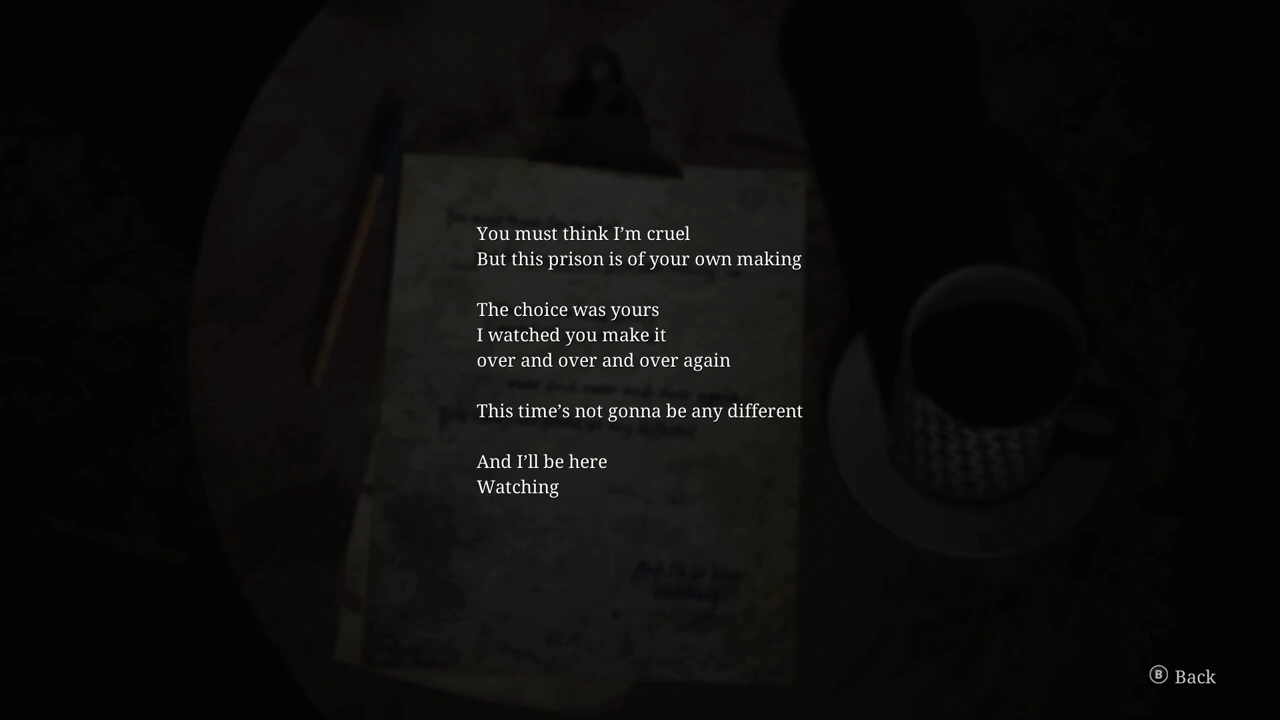 You must think I’m cruel
But this prison is of your own making
The choice was yours
I watched you make it
over and over and over again
This time’s not gonna be any different
And I’ll be here
Watching
B Back